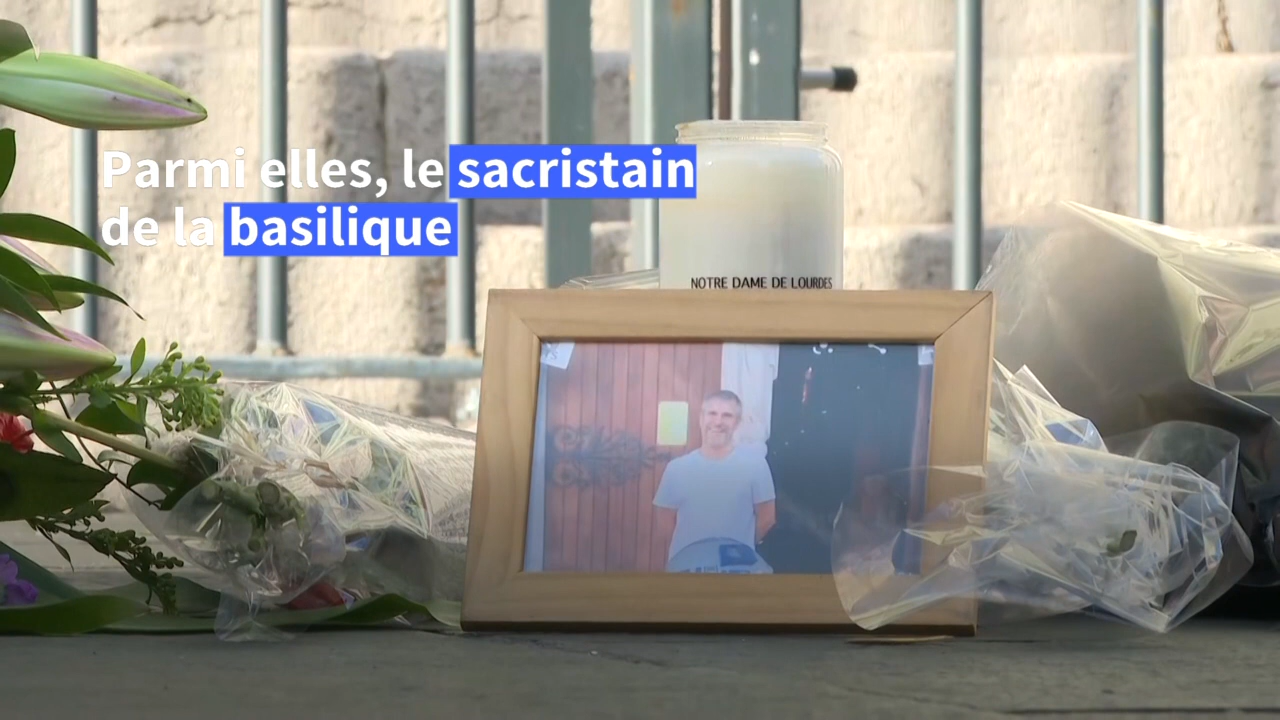 Parmi elles, le sacristain
de la basilique
NOTRE DAME DE LOURDES